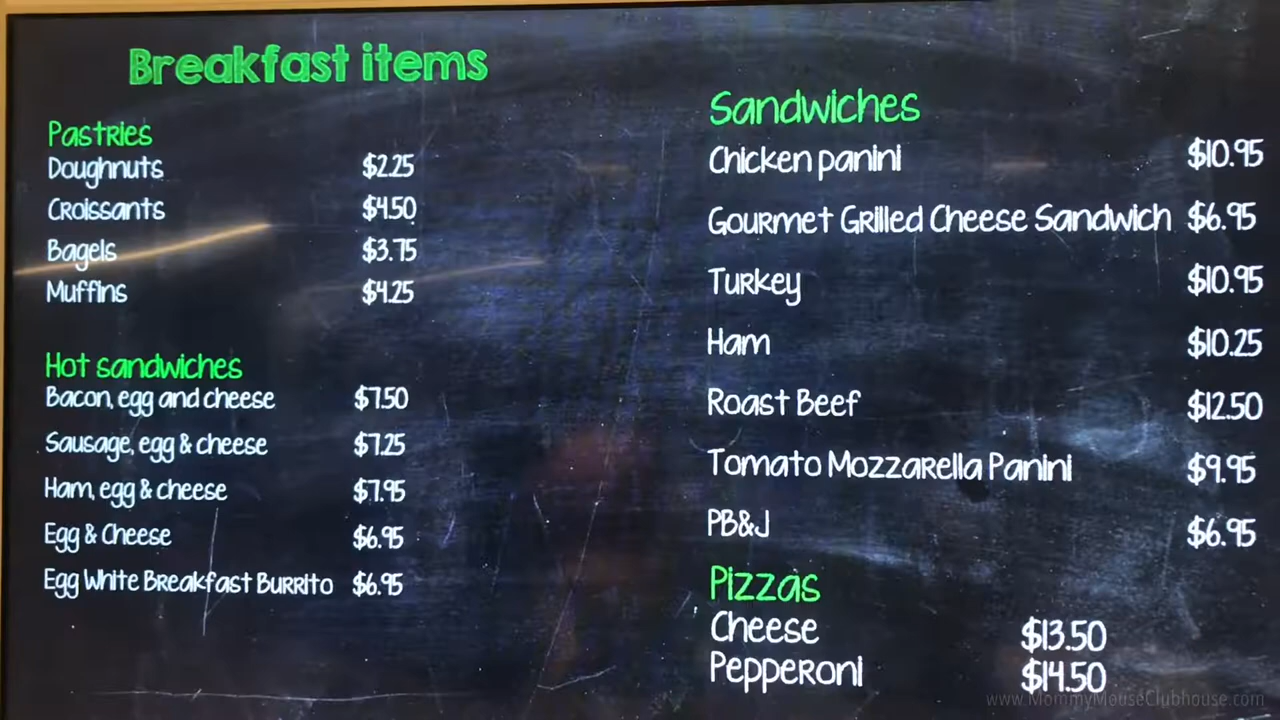 Breakfast items
Pastries
Doughnuts $2.25
Croissants $4.50
Bagels $3.75
Muffins $4.25
Hot sandwiches
Bacon, egg and cheese $7.50
Sausage, egg & cheese $7.25
Ham, egg & cheese $7.95
Egg & Cheese $6.95
Egg White Breakfast Burrito $6.95
Sandwiches
Chicken panini $10.95
Gourmet Grilled Cheese Sandwich $6.95
Turkey $10.95
Ham $10.25
Roast Beef $12.50
Tomato Mozzarella Panini $9.95
PB&J $6.95
Pizzas
Cheese $13.50
Pepperoni $14.50
www.MommyMouseClubhouse.com